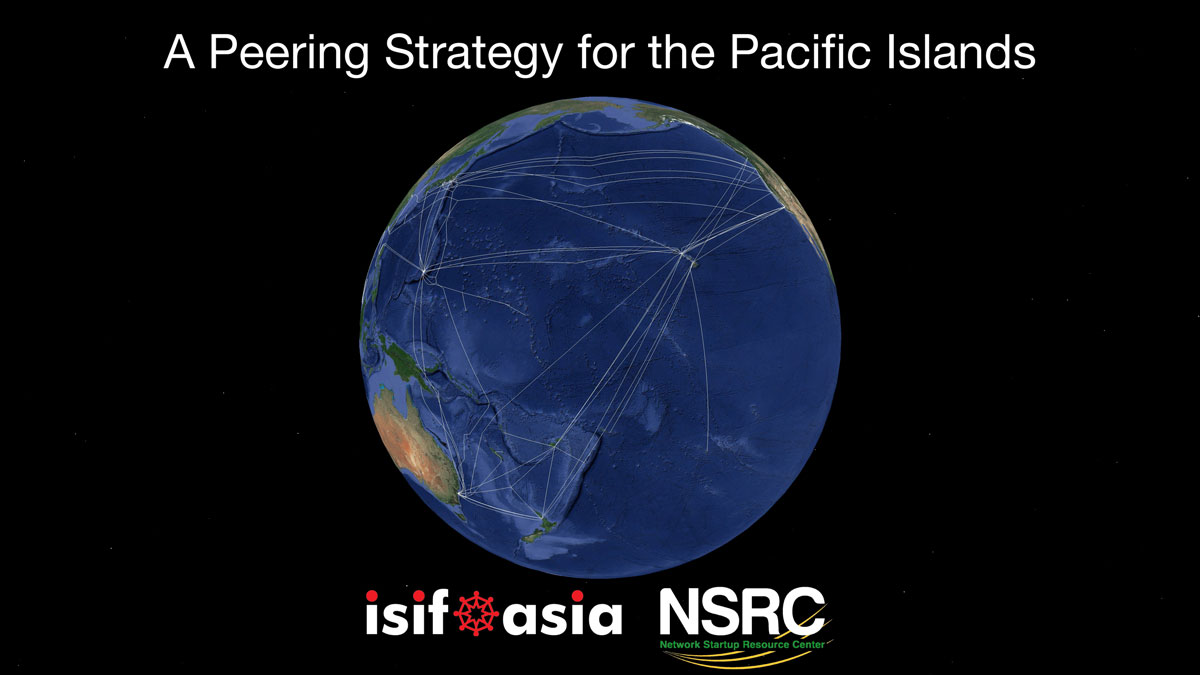 A Peering Strategy for the Pacific Islands
isif asia
NSRC
Network Startup Resource Center